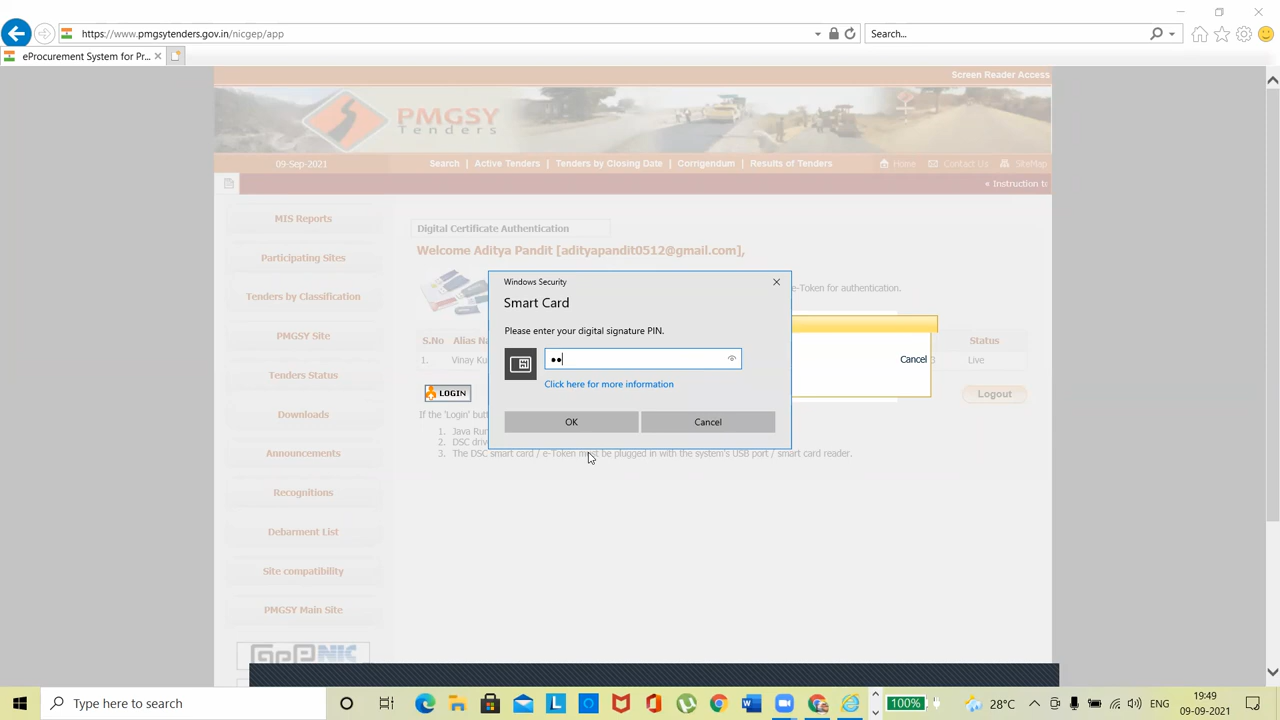 https://www.pmgsytenders.gov.in/nicgep/app
Search...
eProcurement System for Pr...
Screen Reader Access
PMGSY
Tenders
09-Sep-2021
Search | Active Tenders | Tenders by Closing Date | Corrigendum | Results of Tenders
Home
Contact Us
SiteMap
« Instruction to
MIS Reports
Participating Sites
Tenders by Classification
PMGSY Site
Tenders Status
Downloads
Announcements
Recognitions
Debarment List
Site compatibility
PMGSY Main Site
GePNIC
Digital Certificate Authentication
Welcome Aditya Pandit [adityapandit0512@gmail.com],
e-Token for authentication.
S.No Alias Na
Status
1. Vinay Ku
Live
Cancel
LOGIN
Logout
If the 'Login' but
1. Java Run
2. DSC driv
3. The DSC smart card / e-Token must be plugged in with the system's USB port / smart card reader.
Windows Security
Smart Card
Please enter your digital signature PIN.
Click here for more information
OK
Cancel
Type here to search
100%
28°C
ENG
19:49
09-09-2021